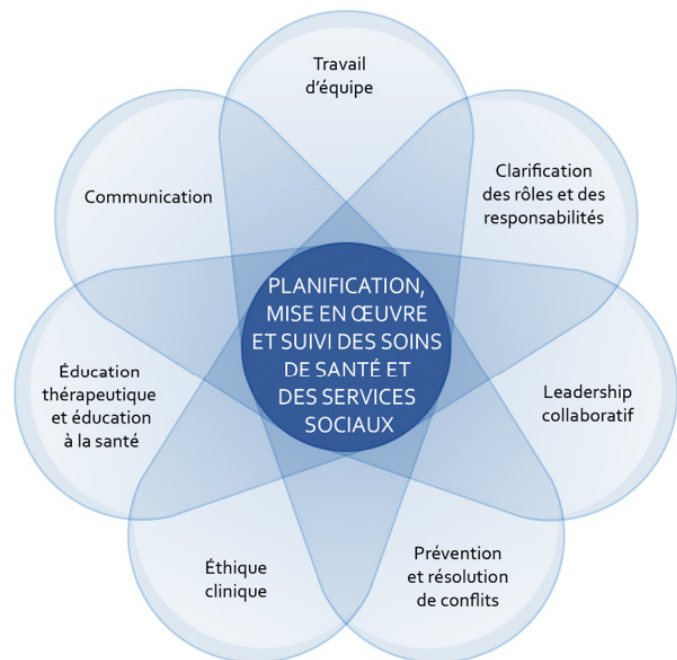 Travail
d'équipe
Clarification
des rôles et des
responsabilités
Communication
PLANIFICATION,
MISE EN ŒUVRE
ET SUIVI DES SOINS
DE SANTÉ ET
DES SERVICES
SOCIAUX
Éducation
thérapeutique
et éducation
à la santé
Leadership
collaboratif
Éthique
clinique
Prévention
et résolution
de conflits